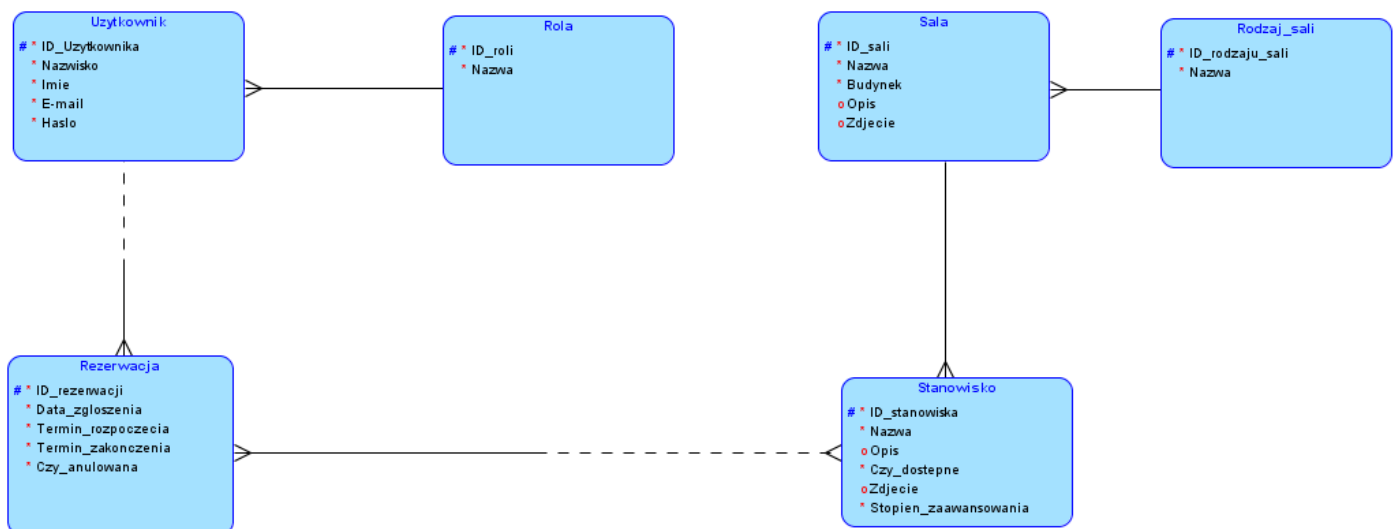 Uzytkownik
# * ID_Uzytkownika
* Nazwisko
* Imie
* E-mail
* Haslo
Rola
# * ID_roli
* Nazwa
Sala
# * ID_sali
* Nazwa
* Budynek
o Opis
o Zdjecie
Rodzaj_sali
# * ID_rodzaju_sali
* Nazwa
Rezerwacja
# * ID_rezerwacji
* Data_zgloszenia
* Termin_rozpoczecia
* Termin_zakonczenia
* Czy_anulowana
Stanowisko
# * ID_stanowiska
* Nazwa
o Opis
* Czy_dostepne
o Zdjecie
* Stopien_zaawansowania